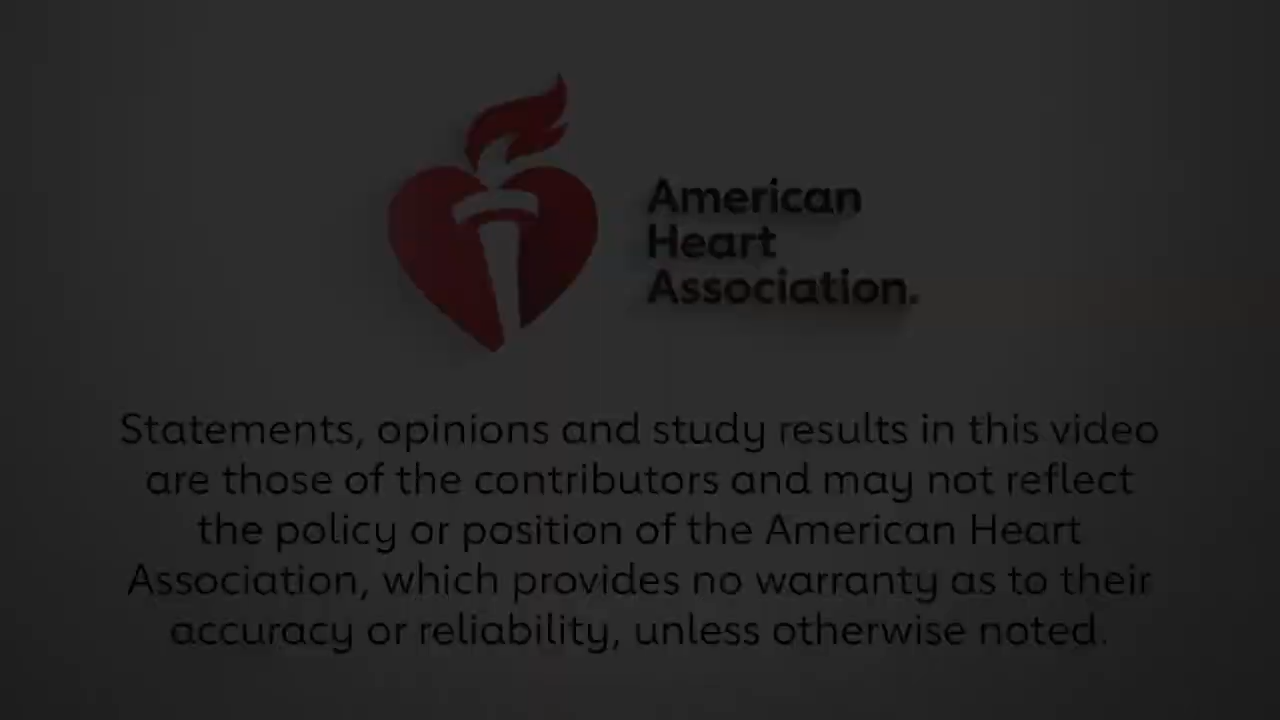 American
Heart
Association.
Statements, opinions and study results in this video
are those of the contributors and may not reflect
the policy or position of the American Heart
Association, which provides no warranty as to their
accuracy or reliability, unless otherwise noted.